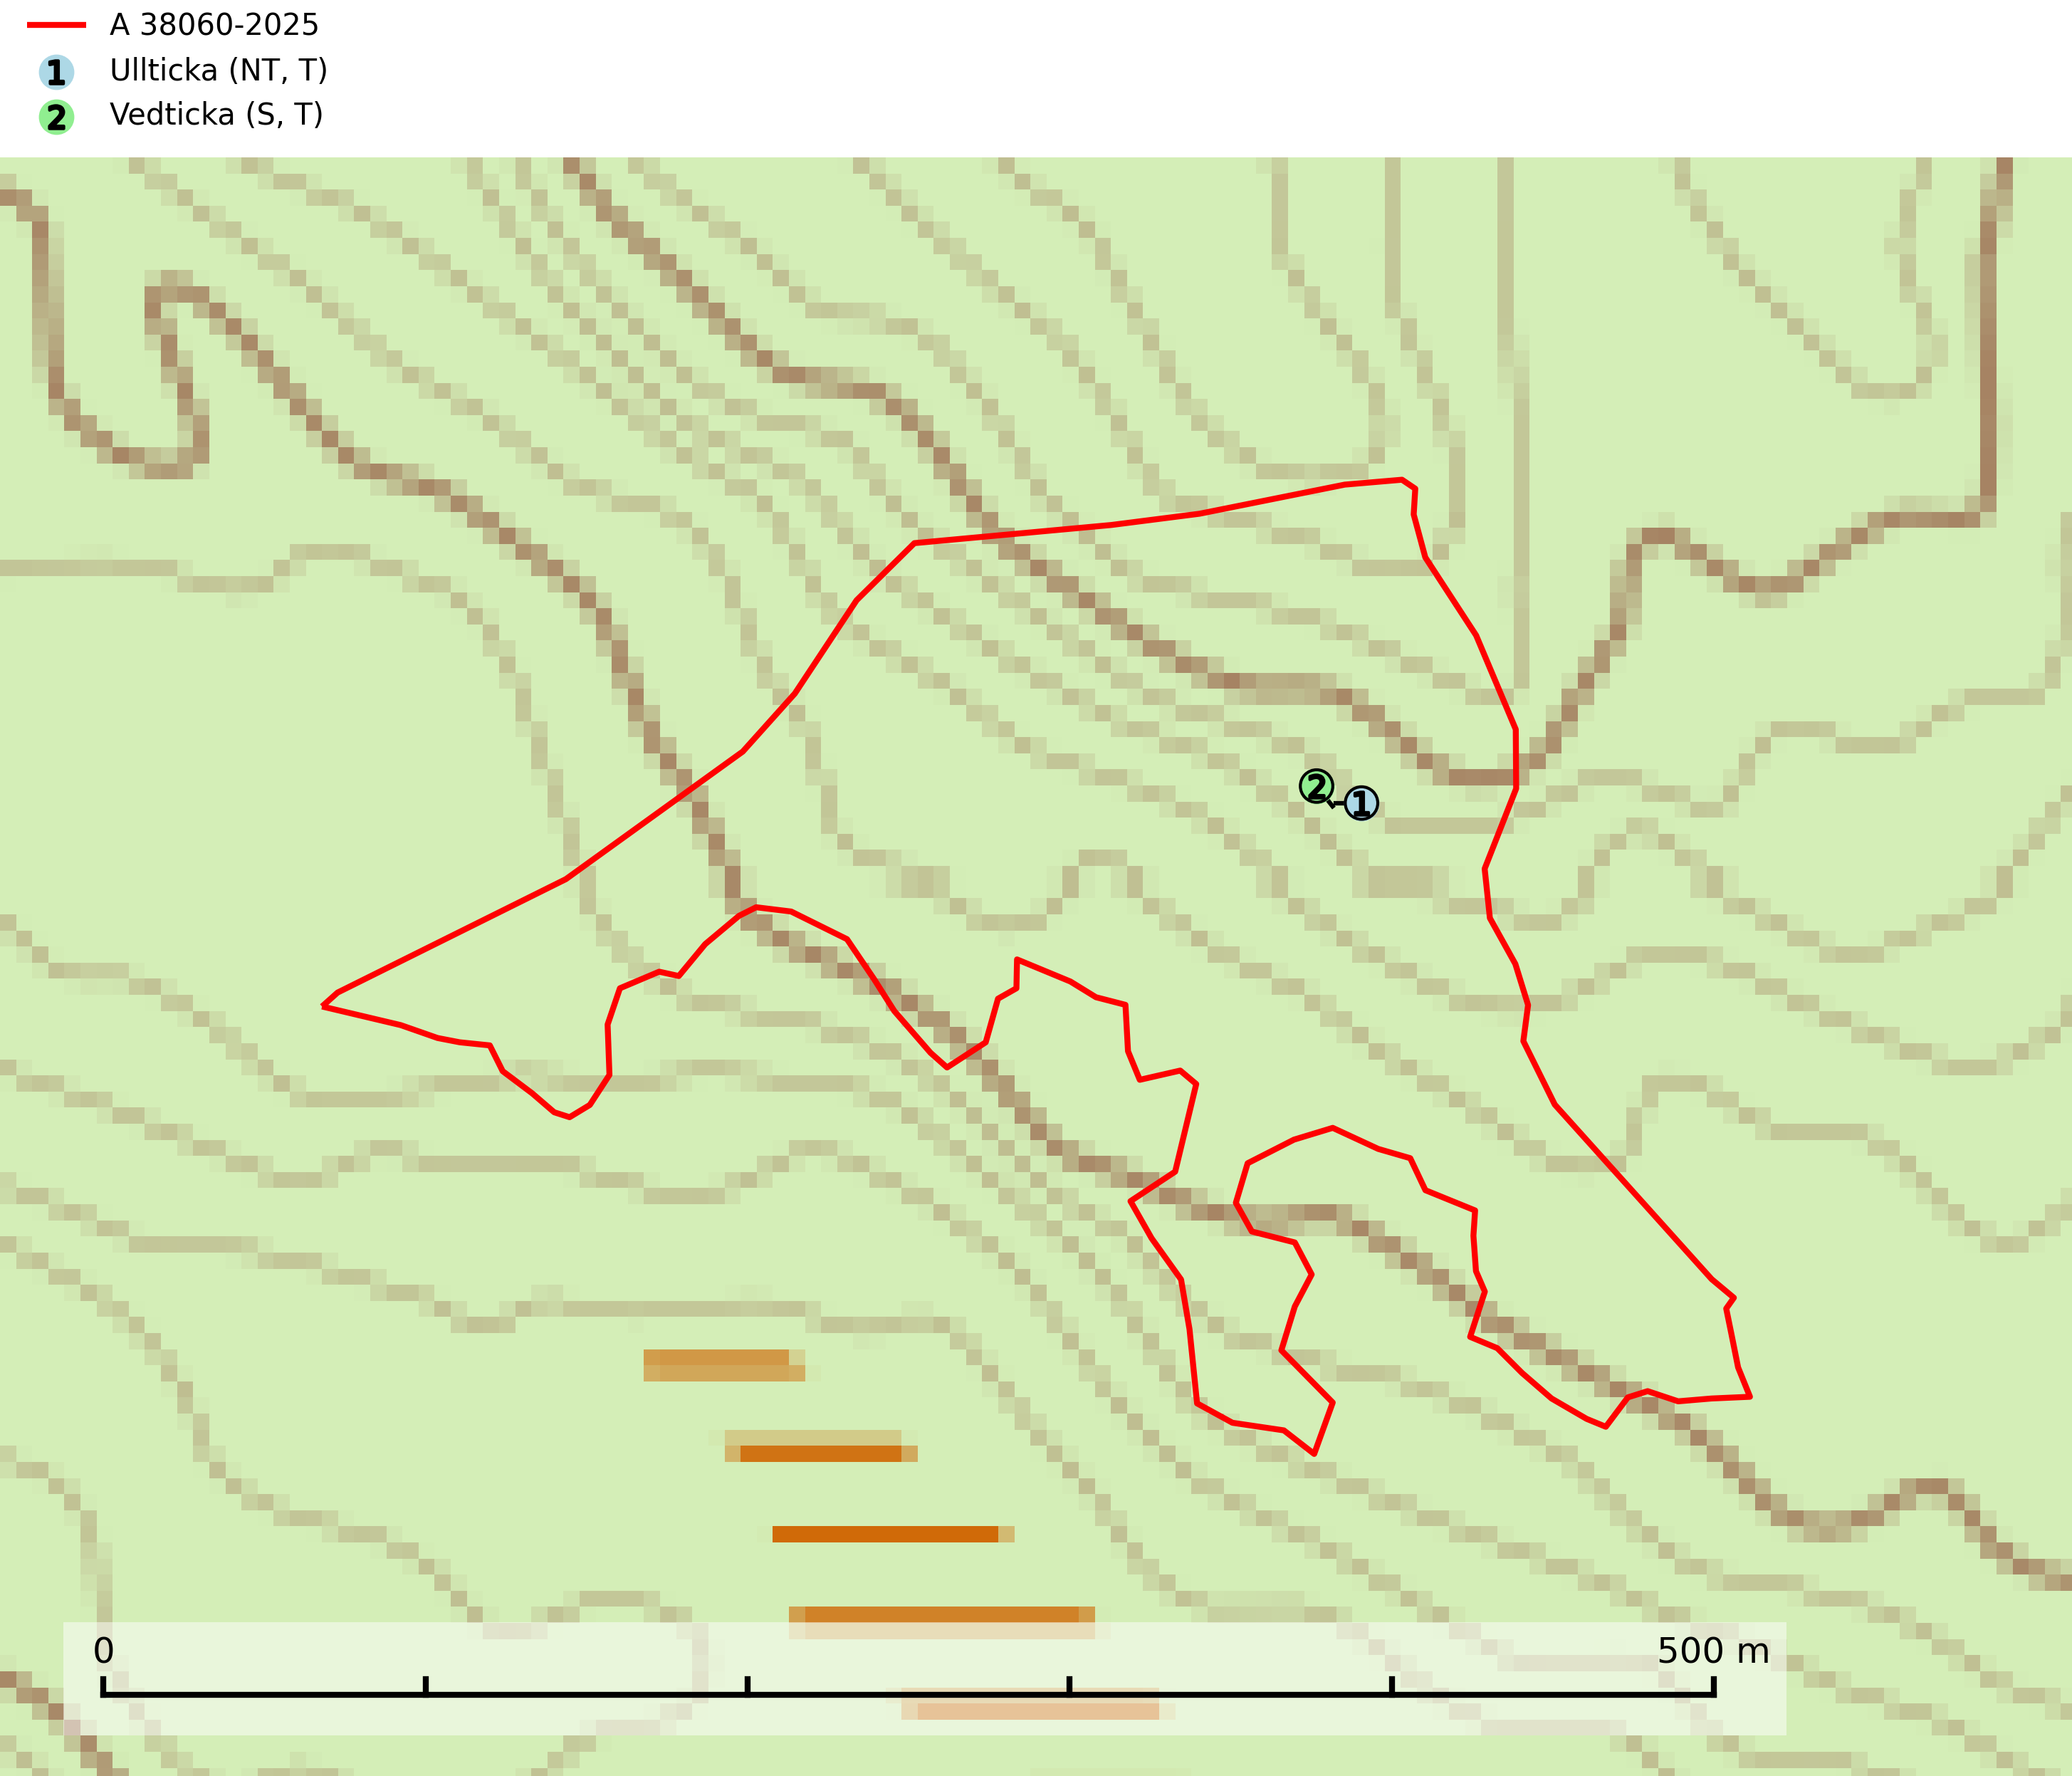 A 38060-2025
1 Ullticka (NT, T)
2 Vedticka (S, T)
2
1
0 500 m